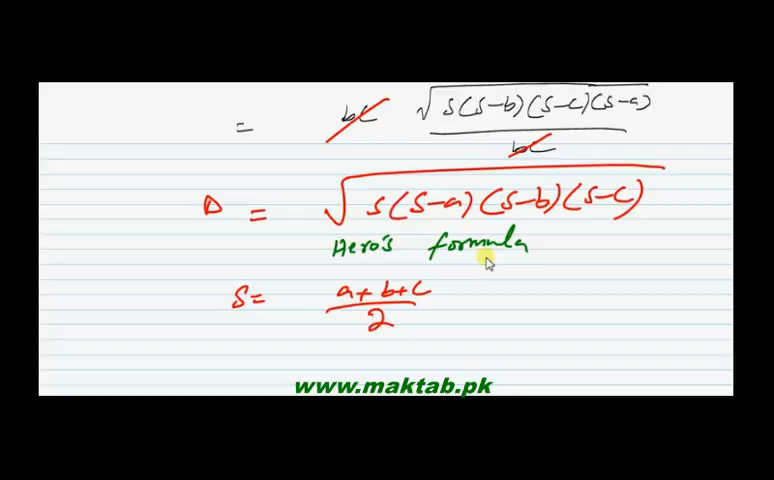 = bc √s(s-b)(s-c)(s-a) / bc
Δ = √s(s-a)(s-b)(s-c)
Hero's formula
s = a+b+c / 2
www.maktab.pk